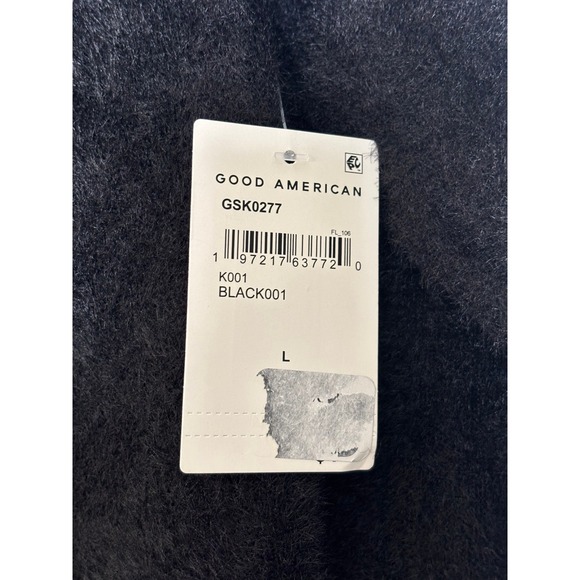 GOOD AMERICAN
GSK0277
FL_106
1 97217 63772 0
K001
BLACK001
L